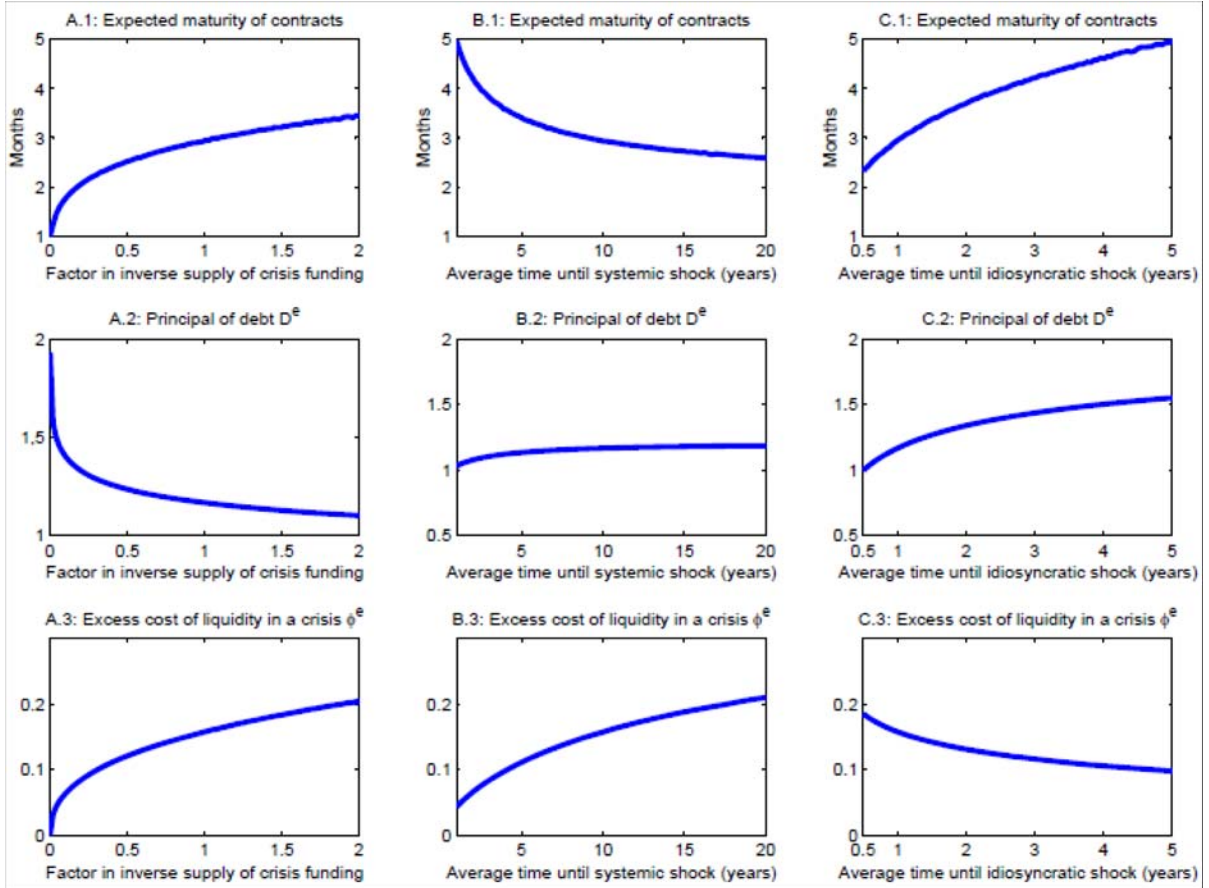 A.1: Expected maturity of contracts
5
4
3
2
1
Months
0 0.5 1 1.5 2
Factor in inverse supply of crisis funding
B.1: Expected maturity of contracts
5
4
3
2
1
Months
5 10 15 20
Average time until systemic shock (years)
C.1: Expected maturity of contracts
5
4
3
2
1
Months
0.5 1 2 3 4 5
Average time until idiosyncratic shock (years)
A.2: Principal of debt Dᵉ
2
1,5
1
0 0.5 1 1.5 2
Factor in inverse supply of crisis funding
B.2: Principal of debt Dᵉ
2
1.5
1
0.5
5 10 15 20
Average time until systemic shock (years)
C.2: Principal of debt Dᵉ
2
1.5
1
0.5
0.5 1 2 3 4 5
Average time until idiosyncratic shock (years)
A.3: Excess cost of liquidity in a crisis ϕᵉ
0.2
0.1
0
0 0.5 1 1.5 2
Factor in inverse supply of crisis funding
B.3: Excess cost of liquidity in a crisis ϕᵉ
0.2
0.1
0
5 10 15 20
Average time until systemic shock (years)
C.3: Excess cost of liquidity in a crisis ϕᵉ
0.2
0.1
0
0.5 1 2 3 4 5
Average time until idiosyncratic shock (years)